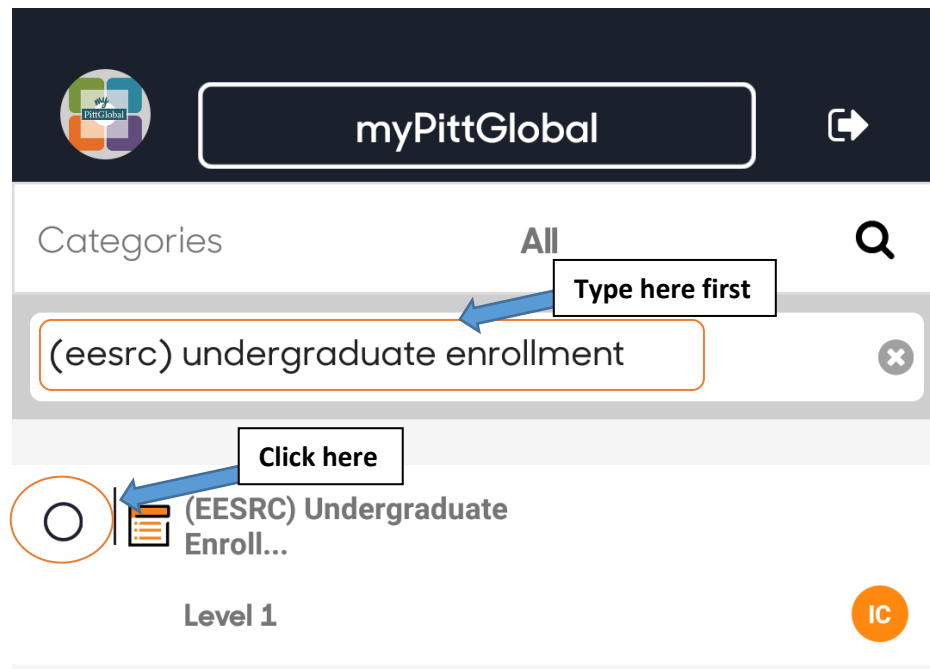 my
PittGlobal
myPittGlobal
Categories
All
Type here first
(eesrc) undergraduate enrollment
Click here
(EESRC) Undergraduate
Enroll...
Level 1
IC